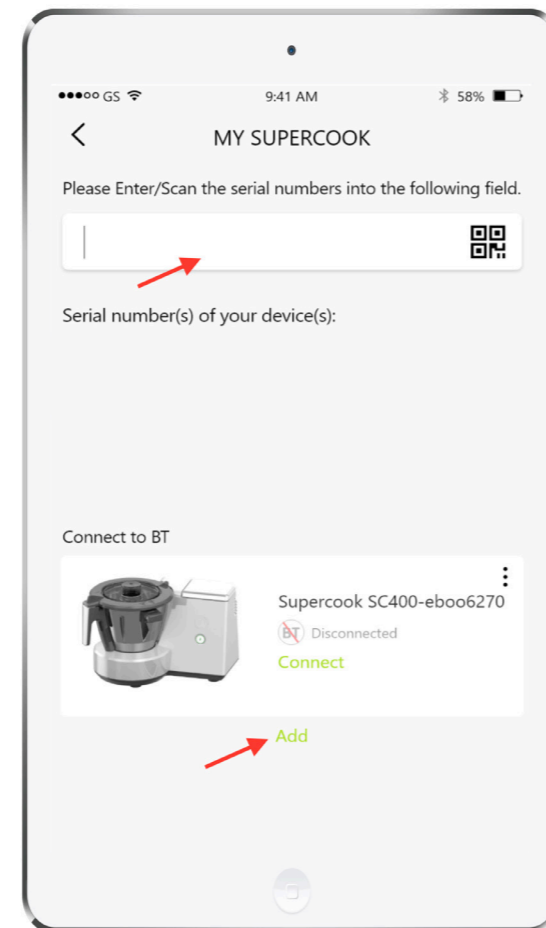 GS 9:41 AM 58%
MY SUPERCOOK
Please Enter/Scan the serial numbers into the following field.
Serial number(s) of your device(s):
Connect to BT
Supercook SC400-eboo6270
BT Disconnected
Connect
Add